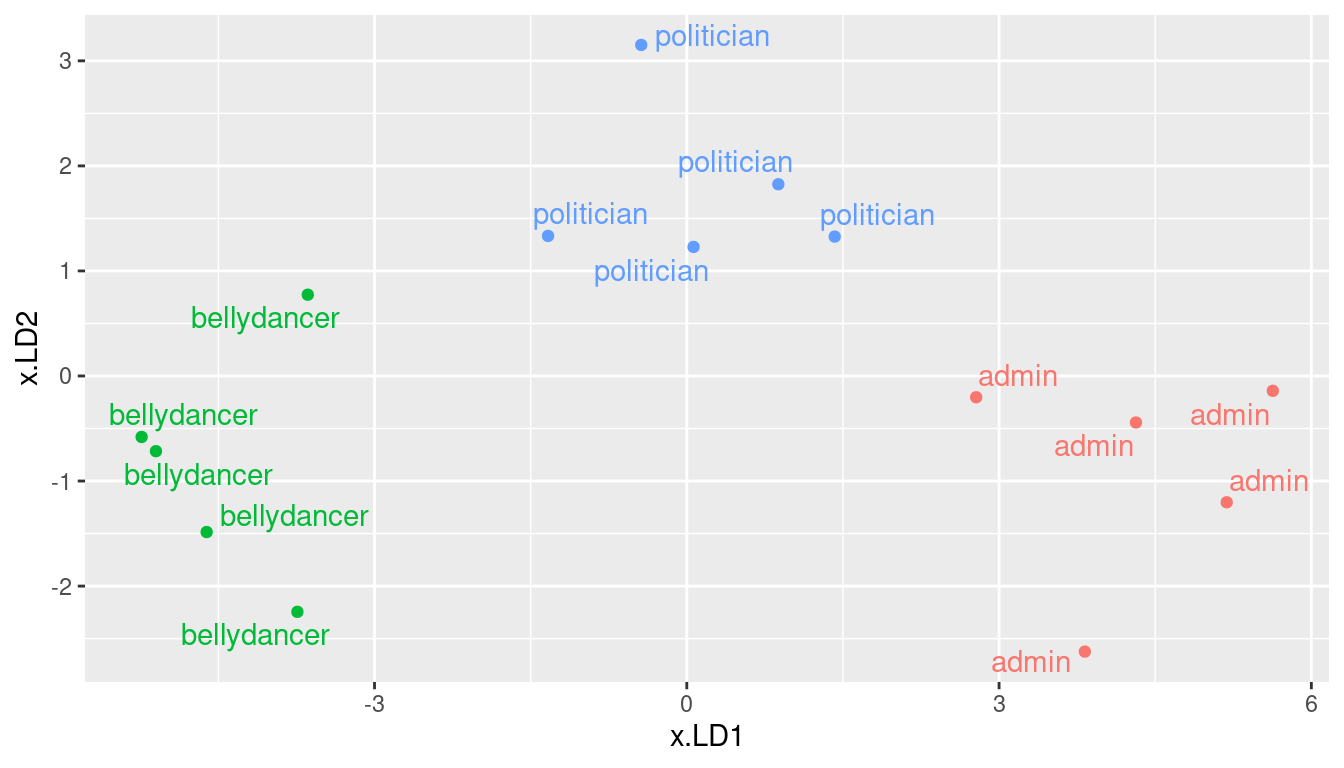 politician
3
politician
2
politician
politician
politician
1
bellydancer
x.LD2
0
admin
bellydancer
admin
admin
bellydancer
-1
admin
bellydancer
-2
bellydancer
admin
-3
0
3
6
x.LD1